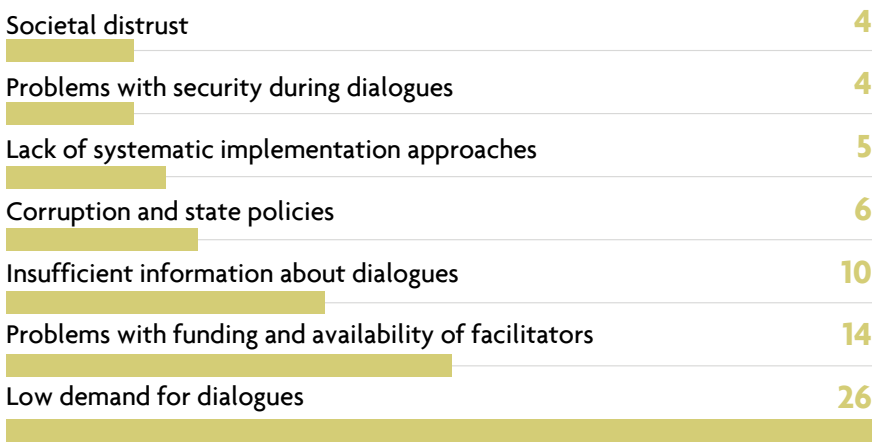 Societal distrust 4
Problems with security during dialogues 4
Lack of systematic implementation approaches 5
Corruption and state policies 6
Insufficient information about dialogues 10
Problems with funding and availability of facilitators 14
Low demand for dialogues 26